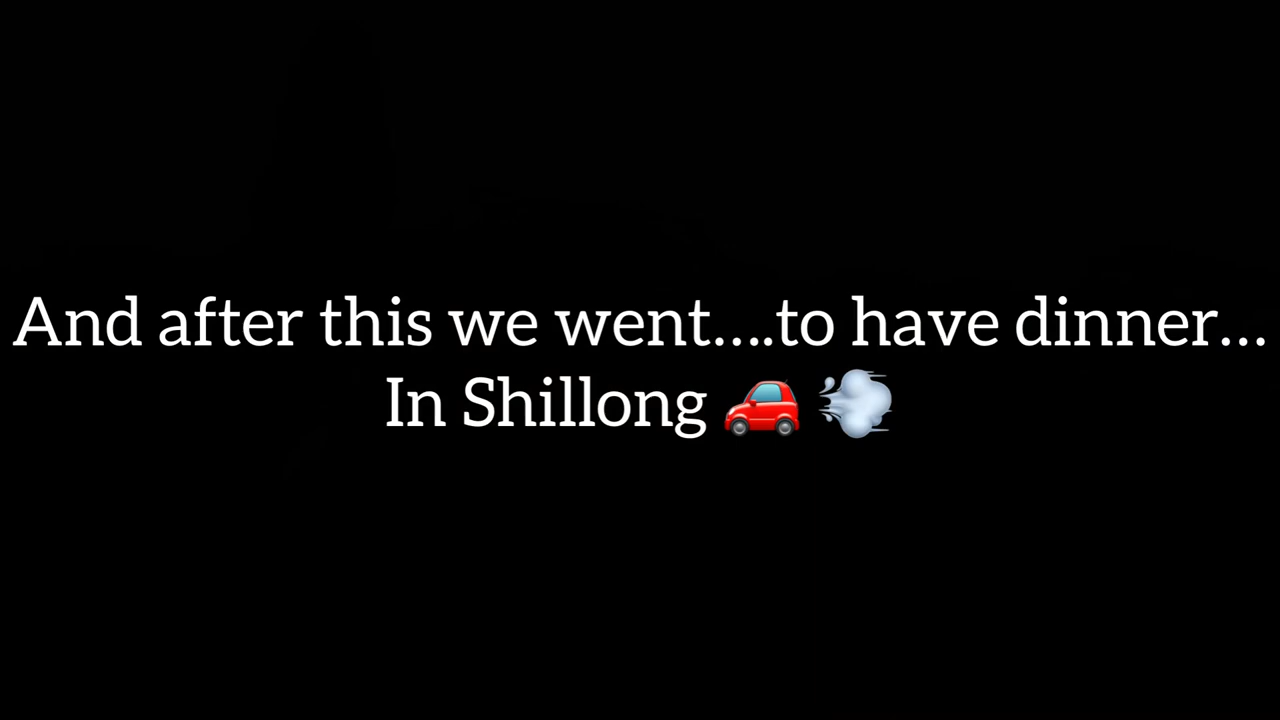 And after this we went....to have dinner...
In Shillong 🚗 💨